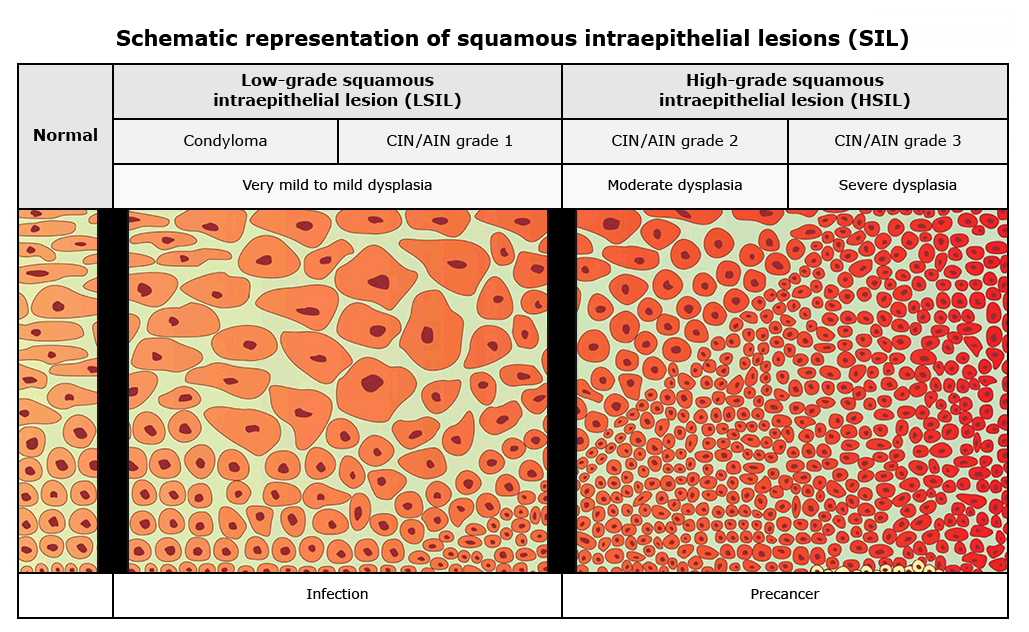 Schematic representation of squamous intraepithelial lesions (SIL)
Normal
Low-grade squamous
intraepithelial lesion (LSIL)
High-grade squamous
intraepithelial lesion (HSIL)
Condyloma
CIN/AIN grade 1
CIN/AIN grade 2
CIN/AIN grade 3
Very mild to mild dysplasia
Moderate dysplasia
Severe dysplasia
Infection
Precancer